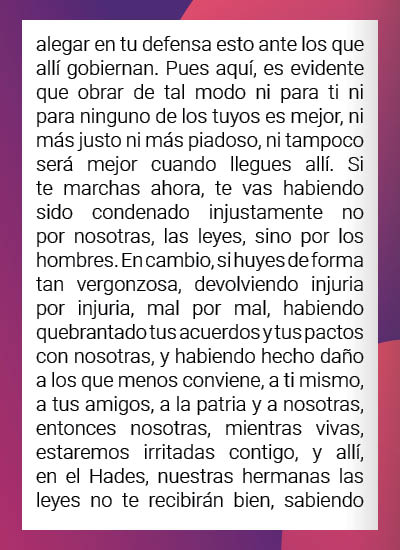 alegar en tu defensa esto ante los que
allí gobiernan. Pues aquí, es evidente
que obrar de tal modo ni para ti ni
para ninguno de los tuyos es mejor, ni
más justo ni más piadoso, ni tampoco
será mejor cuando llegues allí. Si
te marchas ahora, te vas habiendo
sido condenado injustamente no
por nosotras, las leyes, sino por los
hombres. En cambio, si huyes de forma
tan vergonzosa, devolviendo injuria
por injuria, mal por mal, habiendo
quebrantado tus acuerdos y tus pactos
con nosotras, y habiendo hecho daño
a los que menos conviene, a ti mismo,
a tus amigos, a la patria y a nosotras,
entonces nosotras, mientras vivas,
estaremos irritadas contigo, y allí,
en el Hades, nuestras hermanas las
leyes no te recibirán bien, sabiendo